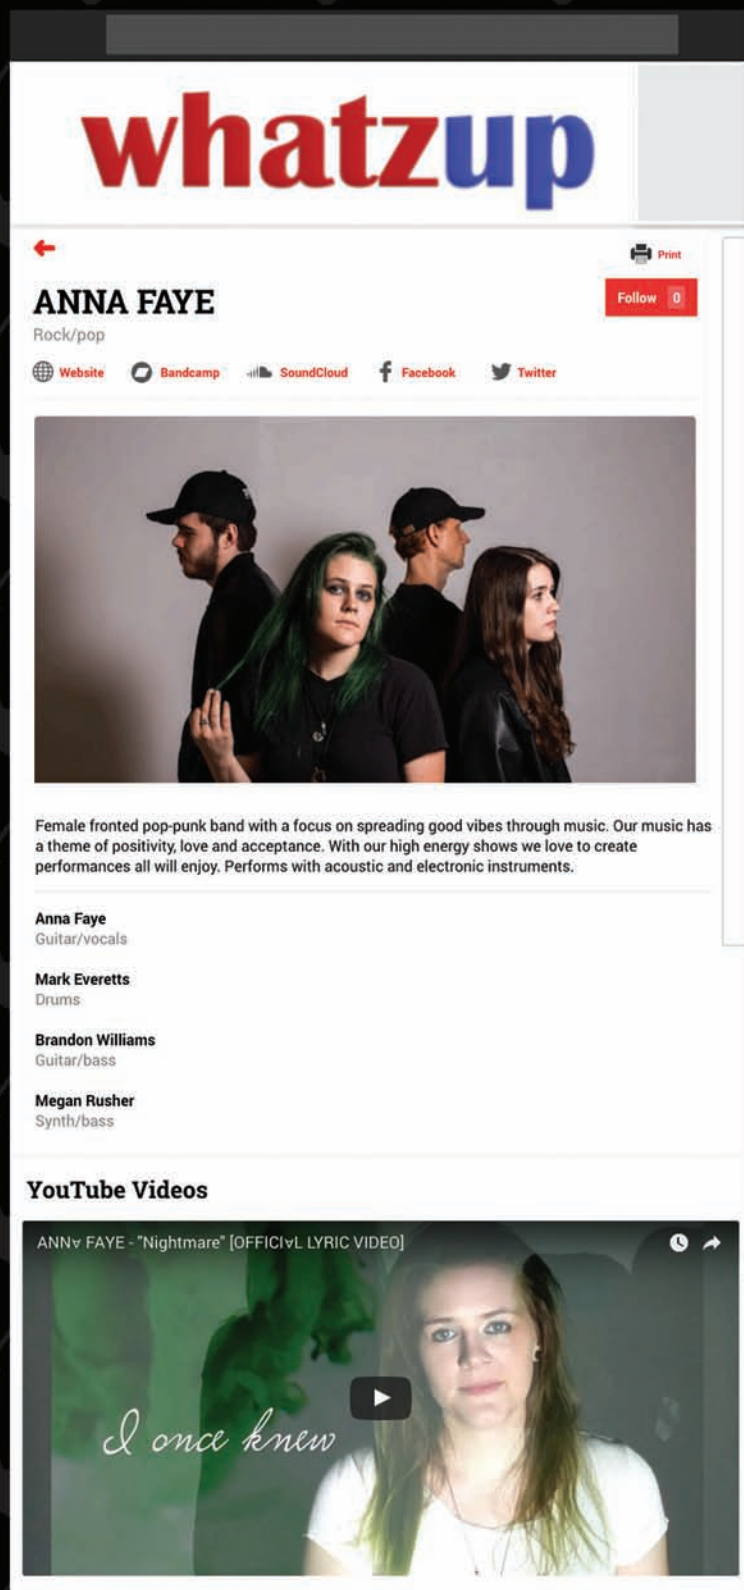 whatzup
Print
ANNA FAYE
Follow 0
Rock/pop
Website Bandcamp SoundCloud Facebook Twitter
Female fronted pop-punk band with a focus on spreading good vibes through music. Our music has
a theme of positivity, love and acceptance. With our high energy shows we love to create
performances all will enjoy. Performs with acoustic and electronic instruments.
Anna Faye
Guitar/vocals
Mark Everetts
Drums
Brandon Williams
Guitar/bass
Megan Rusher
Synth/bass
YouTube Videos
ANN∀ FAYE - "Nightmare" [OFFICI∀L LYRIC VIDEO]
I once knew